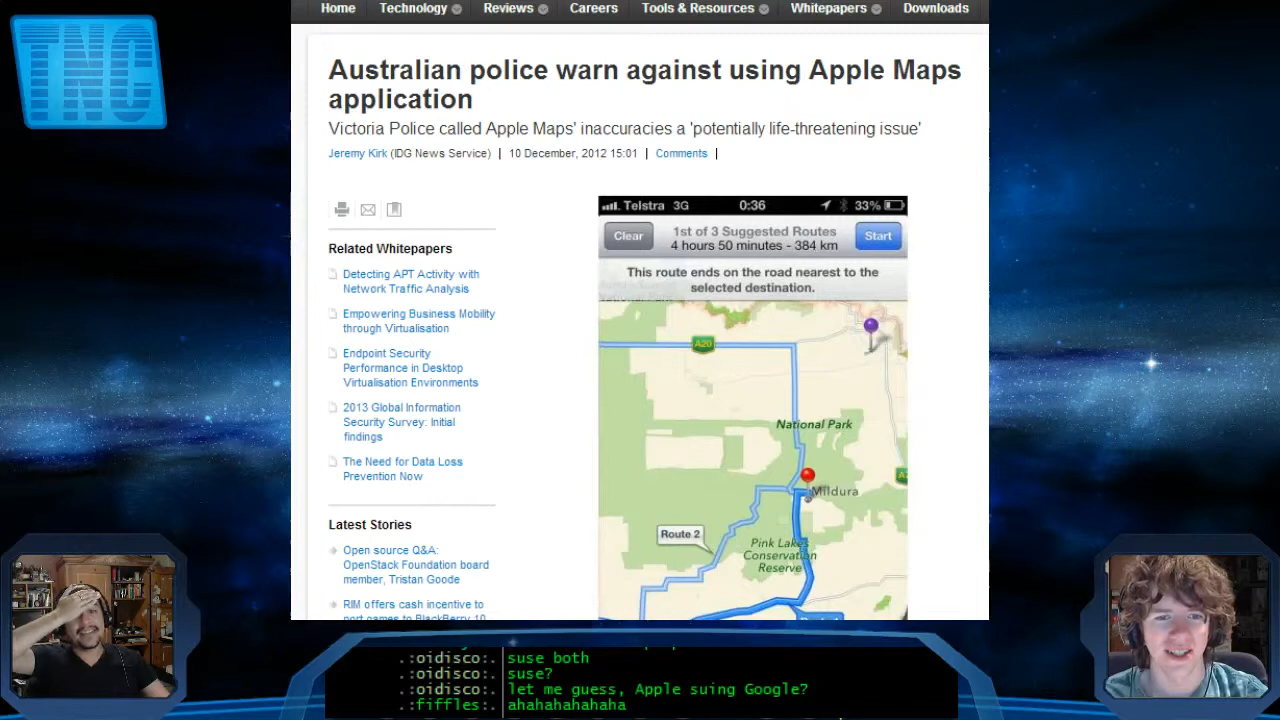 TNC
Home Technology Reviews Careers Tools & Resources Whitepapers Downloads
Australian police warn against using Apple Maps
application
Victoria Police called Apple Maps' inaccuracies a 'potentially life-threatening issue'
Jeremy Kirk (IDG News Service) | 10 December, 2012 15:01 | Comments |
Related Whitepapers
Detecting APT Activity with
Network Traffic Analysis
Empowering Business Mobility
through Virtualisation
Endpoint Security
Performance in Desktop
Virtualisation Environments
2013 Global Information
Security Survey: Initial
findings
The Need for Data Loss
Prevention Now
Latest Stories
Open source Q&A:
OpenStack Foundation board
member, Tristan Goode
RIM offers cash incentive to
port games to BlackBerry 10
Telstra 3G 0:36 33%
Clear
1st of 3 Suggested Routes
4 hours 50 minutes - 384 km
Start
This route ends on the road nearest to the
selected destination.
A20
National Park
Mildura
Route 2
Pink Lakes
Conservation
Reserve
.:oidisco:. suse both
.:oidisco:. suse?
.:oidisco:. let me guess, Apple suing Google?
.:fiffles:. ahahahahahaha